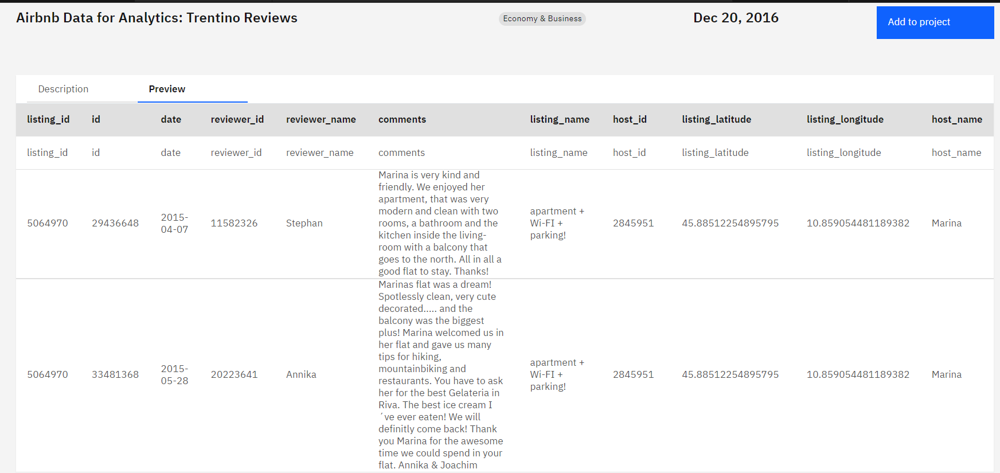 Airbnb Data for Analytics: Trentino Reviews
Economy & Business
Dec 20, 2016
Add to project
Description
Preview
listing_id id date reviewer_id reviewer_name comments listing_name host_id listing_latitude listing_longitude host_name
listing_id id date reviewer_id reviewer_name comments listing_name host_id listing_latitude listing_longitude host_name
5064970
29436648
2015-
04-07
11582326
Stephan
Marina is very kind and
friendly. We enjoyed her
apartment, that was very
modern and clean with two
rooms, a bathroom and the
kitchen inside the living-
room with a balcony that
goes to the north. All in all a
good flat to stay. Thanks!
apartment +
Wi-FI +
parking!
2845951
45.88512254895795
10.859054481189382
Marina
5064970
33481368
2015-
05-28
20223641
Annika
Marinas flat was a dream!
Spotlessly clean, very cute
decorated..... and the
balcony was the biggest
plus! Marina welcomed us in
her flat and gave us many
tips for hiking,
mountainbiking and
restaurants. You have to ask
her for the best Gelateria in
Riva. The best ice cream I
´ve ever eaten! We will
definitly come back! Thank
you Marina for the awesome
time we could spend in your
flat. Annika & Joachim
apartment +
Wi-FI +
parking!
2845951
45.88512254895795
10.859054481189382
Marina